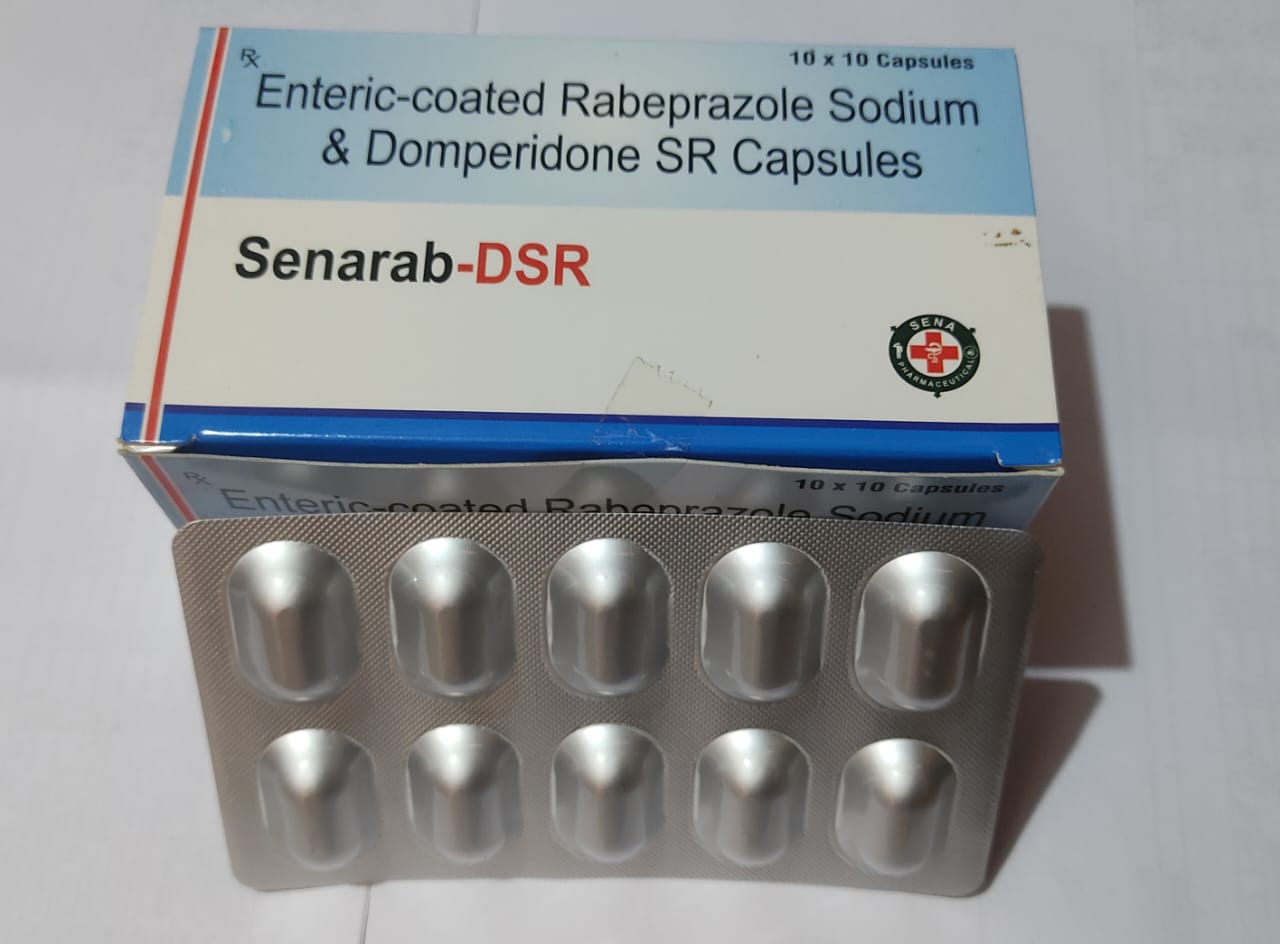 Rx
10 x 10 Capsules
Enteric-coated Rabeprazole Sodium
& Domperidone SR Capsules
Senarab-DSR
SENA
PHARMACEUTICAL
Rx
10 x 10 Capsules
Enteric-coated Rabeprazole Sodium